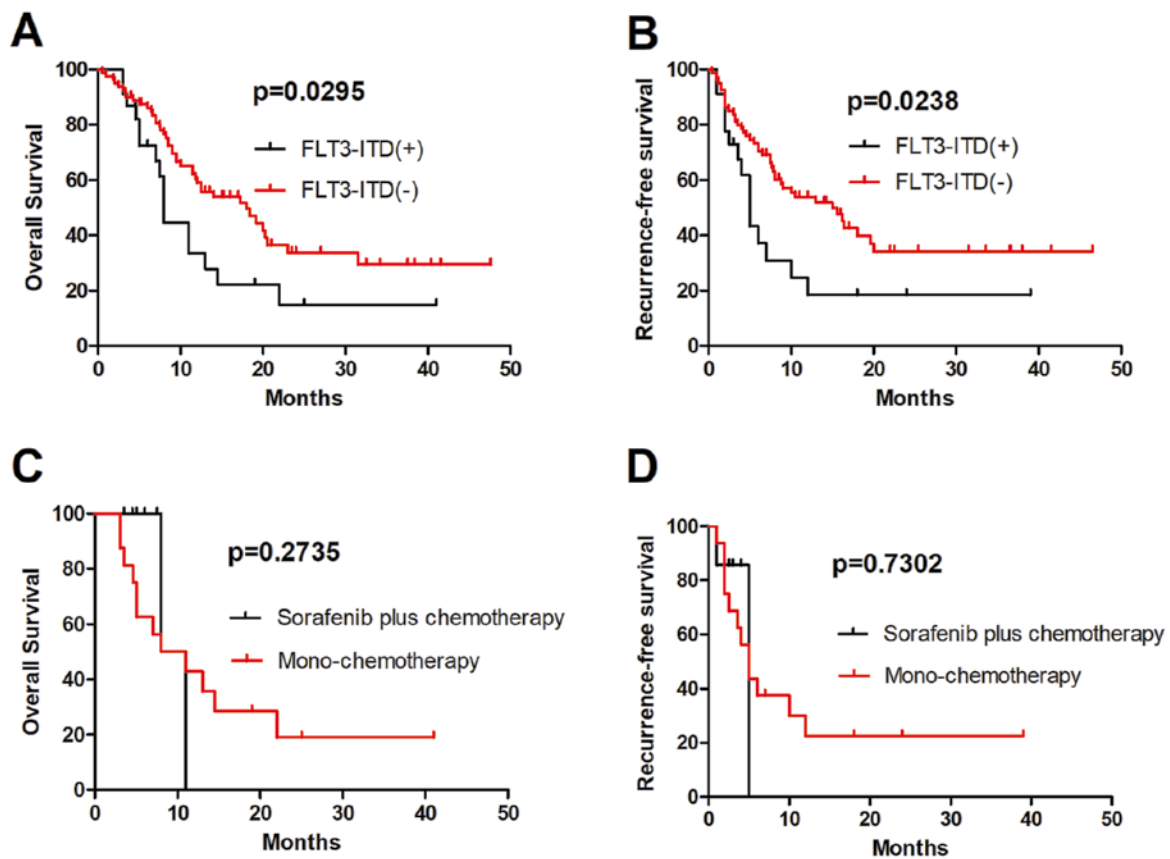 A
Overall Survival
100
80
60
40
20
0
p=0.0295
FLT3-ITD(+)
FLT3-ITD(-)
0 10 20 30 40 50
Months
B
Recurrence-free survival
100
80
60
40
20
0
p=0.0238
FLT3-ITD(+)
FLT3-ITD(-)
0 10 20 30 40 50
Months
C
Overall Survival
100
80
60
40
20
0
p=0.2735
Sorafenib plus chemotherapy
Mono-chemotherapy
0 10 20 30 40 50
Months
D
Recurrence-free survival
100
80
60
40
20
0
p=0.7302
Sorafenib plus chemotherapy
Mono-chemotherapy
0 10 20 30 40 50
Months